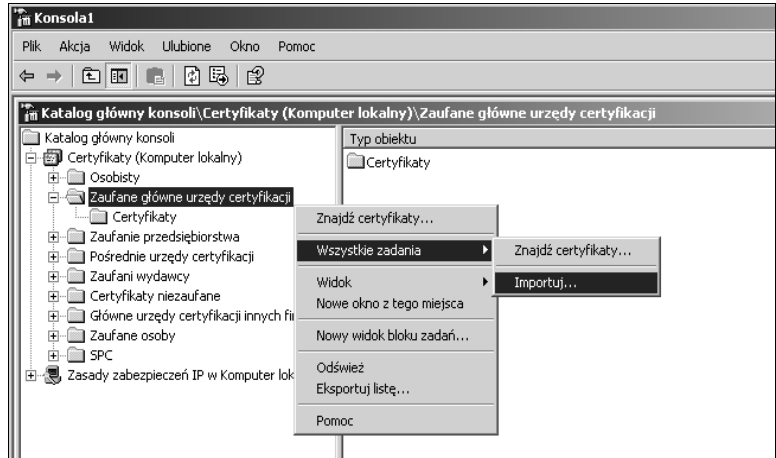 Konsola1
Plik Akcja Widok Ulubione Okno Pomoc
Katalog główny konsoli\Certyfikaty (Komputer lokalny)\Zaufane główne urzędy certyfikacji
Katalog główny konsoli
Certyfikaty (Komputer lokalny)
Osobisty
Zaufane główne urzędy certyfikacji
Certyfikaty
Zaufanie przedsiębiorstwa
Pośrednie urzędy certyfikacji
Zaufani wydawcy
Certyfikaty niezaufane
Główne urzędy certyfikacji innych fi
Zaufane osoby
SPC
Zasady zabezpieczeń IP w Komputer lok
Typ obiektu
Certyfikaty
Znajdź certyfikaty...
Wszystkie zadania
Widok
Nowe okno z tego miejsca
Nowy widok bloku zadań...
Odśwież
Eksportuj listę...
Pomoc
Znajdź certyfikaty...
Importuj...